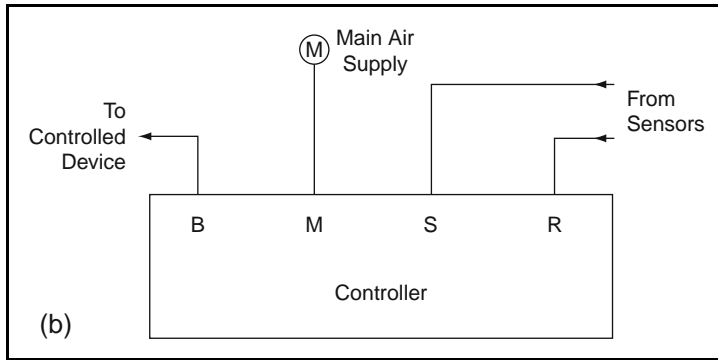 M
Main Air
Supply
To
Controlled
Device
From
Sensors
B M S R
Controller
(b)